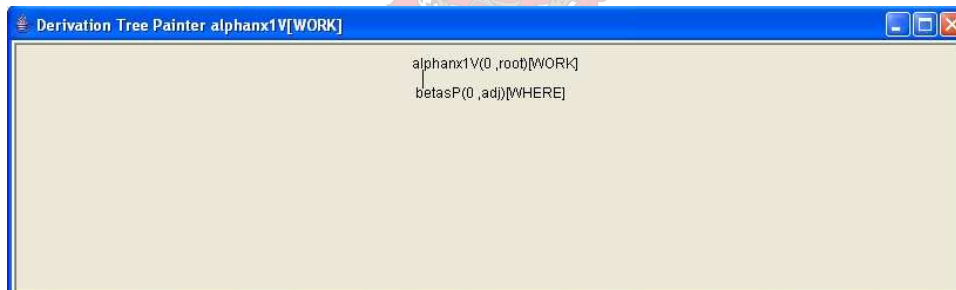 Derivation Tree Painter alphanx1V[WORK]
alphanx1V(0 ,root)[WORK]
betasP(0 ,adj)[WHERE]